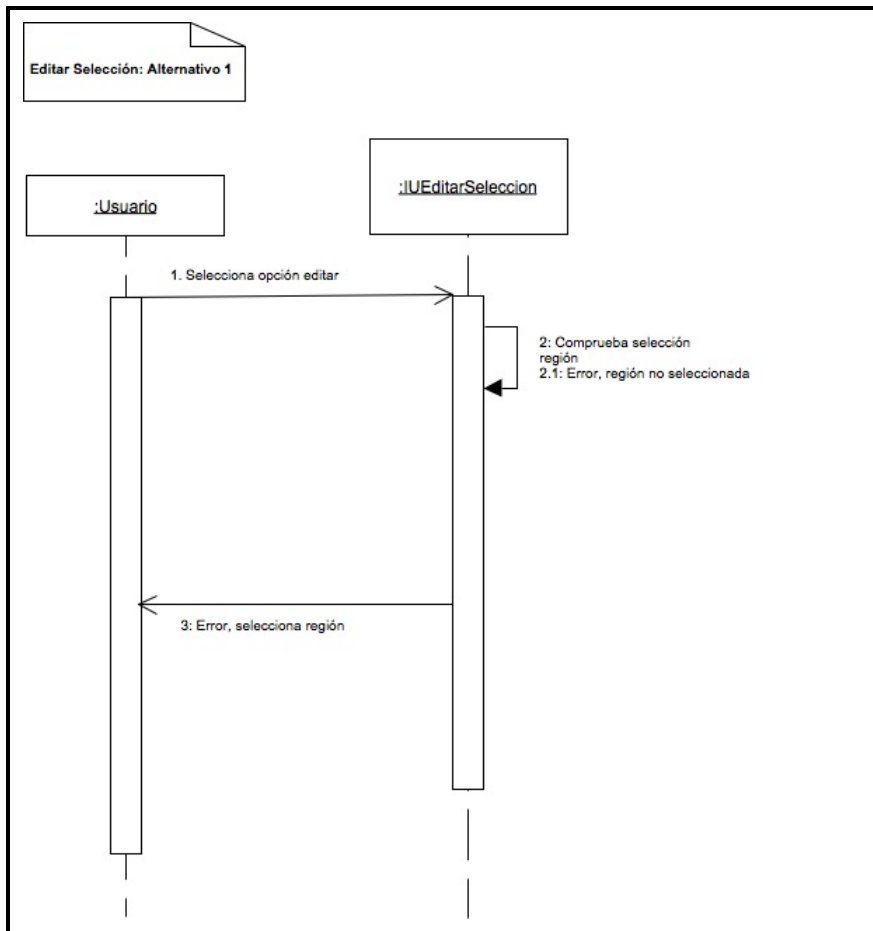 Editar Selección: Alternativo 1
:Usuario
:IUEditarSeleccion
1. Selecciona opción editar
2: Comprueba selección
región
2.1: Error, región no seleccionada
3: Error, selecciona región